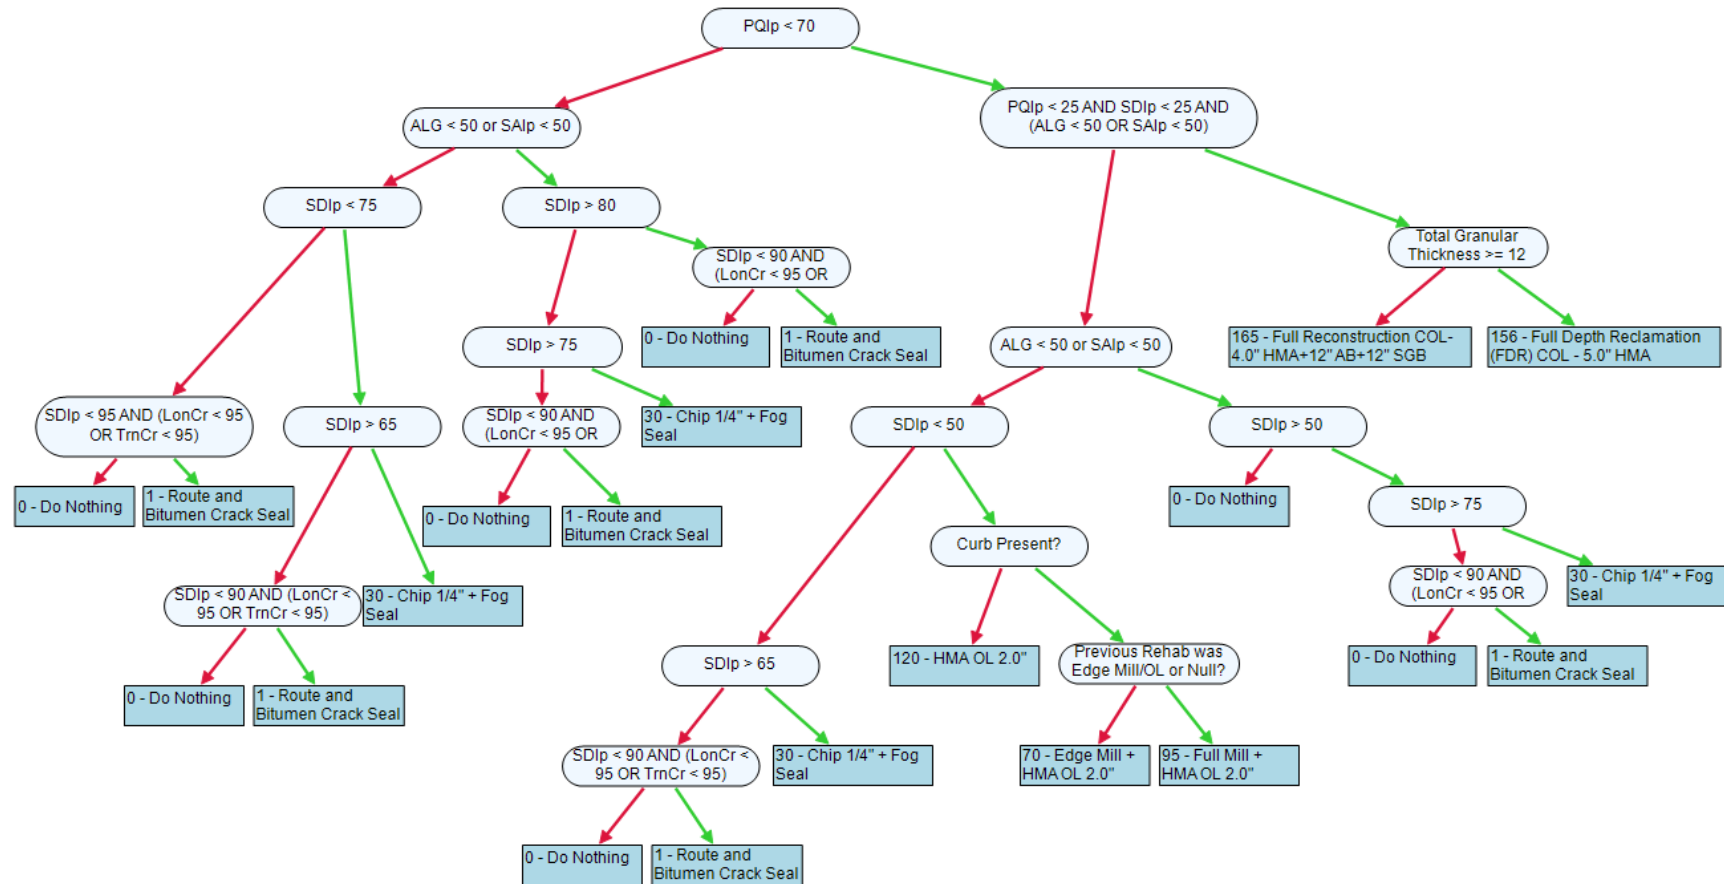 PQIp < 70
PQIp < 25 AND SDIp < 25 AND
(ALG < 50 OR SAIp < 50)
ALG < 50 or SAIp < 50
SDIp < 75
SDIp > 80
Total Granular
Thickness >= 12
SDIp < 90 AND
(LonCr < 95 OR
SDIp > 75
0 - Do Nothing
1 - Route and
Bitumen Crack Seal
ALG < 50 or SAIp < 50
165 - Full Reconstruction COL-
4.0" HMA+12" AB+12" SGB
156 - Full Depth Reclamation
(FDR) COL - 5.0" HMA
SDIp < 95 AND (LonCr < 95
OR TrnCr < 95)
SDIp > 65
SDIp < 90 AND
(LonCr < 95 OR
30 - Chip 1/4" + Fog
Seal
SDIp < 50
SDIp > 50
0 - Do Nothing
1 - Route and
Bitumen Crack Seal
0 - Do Nothing
1 - Route and
Bitumen Crack Seal
0 - Do Nothing
SDIp > 75
Curb Present?
SDIp < 90 AND (LonCr <
95 OR TrnCr < 95)
30 - Chip 1/4" + Fog
Seal
SDIp < 90 AND
(LonCr < 95 OR
30 - Chip 1/4" + Fog
Seal
SDIp > 65
120 - HMA OL 2.0"
Previous Rehab was
Edge Mill/OL or Null?
0 - Do Nothing
1 - Route and
Bitumen Crack Seal
0 - Do Nothing
1 - Route and
Bitumen Crack Seal
SDIp < 90 AND (LonCr <
95 OR TrnCr < 95)
30 - Chip 1/4" + Fog
Seal
70 - Edge Mill +
HMA OL 2.0"
95 - Full Mill +
HMA OL 2.0"
0 - Do Nothing
1 - Route and
Bitumen Crack Seal